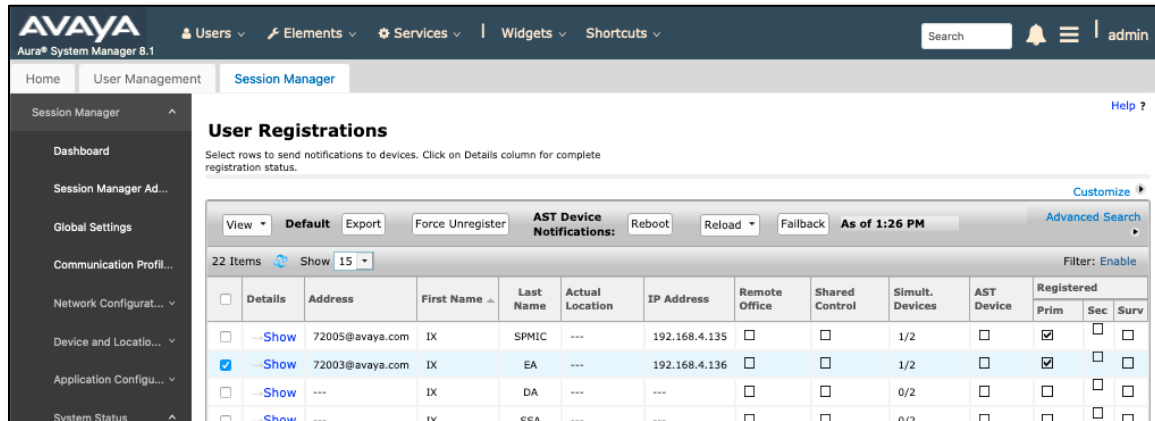 AVAYA
Aura® System Manager 8.1
Users Elements Services | Widgets Shortcuts Search admin
Home User Management Session Manager
Session Manager
Dashboard
Session Manager Ad...
Global Settings
Communication Profil...
Network Configurat...
Device and Locatio...
Application Configu...
System Status
Help ?
User Registrations
Select rows to send notifications to devices. Click on Details column for complete
registration status.
Customize
View Default Export Force Unregister AST Device Notifications: Reboot Reload Failback As of 1:26 PM Advanced Search
22 Items Show 15 Filter: Enable
Details Address First Name Last Name Actual Location IP Address Remote Office Shared Control Simult. Devices AST Device Registered
Prim Sec Surv
Show 72005@avaya.com IX SPMIC --- 192.168.4.135 1/2
Show 72003@avaya.com IX EA --- 192.168.4.136 1/2
Show --- IX DA --- --- 0/2
Show --- IX SSA --- --- 0/2